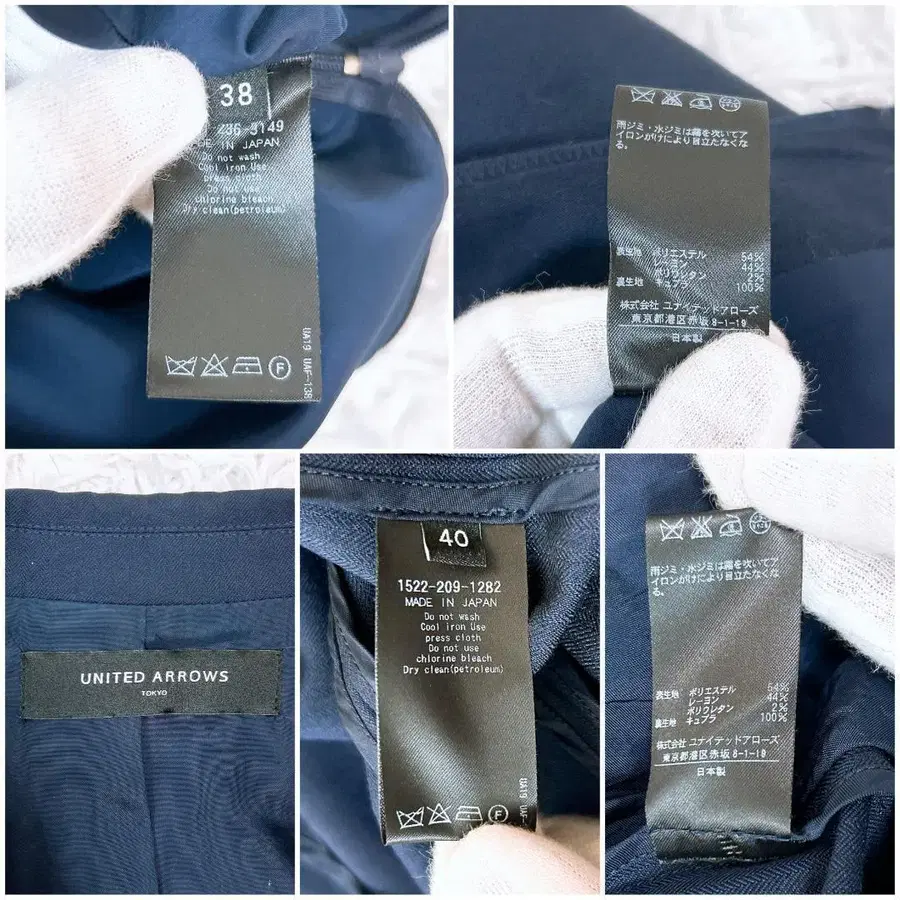 38
236-3149
MADE IN JAPAN
Do not wash
Cool iron Use
press cloth
Do not use
chlorine bleach
Dry clean(petroleum)
F
UA19 UAF-138
雨ジミ・水ジミは霧を吹いてア
イロンがけにより目立たなくな
る。
表生地 ポリエステル 54%
レーヨン 44%
ポリウレタン 2%
裏生地 キュプラ 100%
株式会社 ユナイテッドアローズ
東京都港区赤坂8-1-19
日本製
UNITED ARROWS
TOKYO
40
1522-209-1282
MADE IN JAPAN
Do not wash
Cool iron Use
press cloth
Do not use
chlorine bleach
Dry clean(petroleum)
F
UA19 UAF-
雨ジミ・水ジミは霧を吹いてア
イロンがけにより目立たなくな
る。
表生地 ポリエステル 54%
レーヨン 44%
ポリウレタン 2%
裏生地 キュプラ 100%
株式会社 ユナイテッドアローズ
東京都港区赤坂8-1-19
日本製